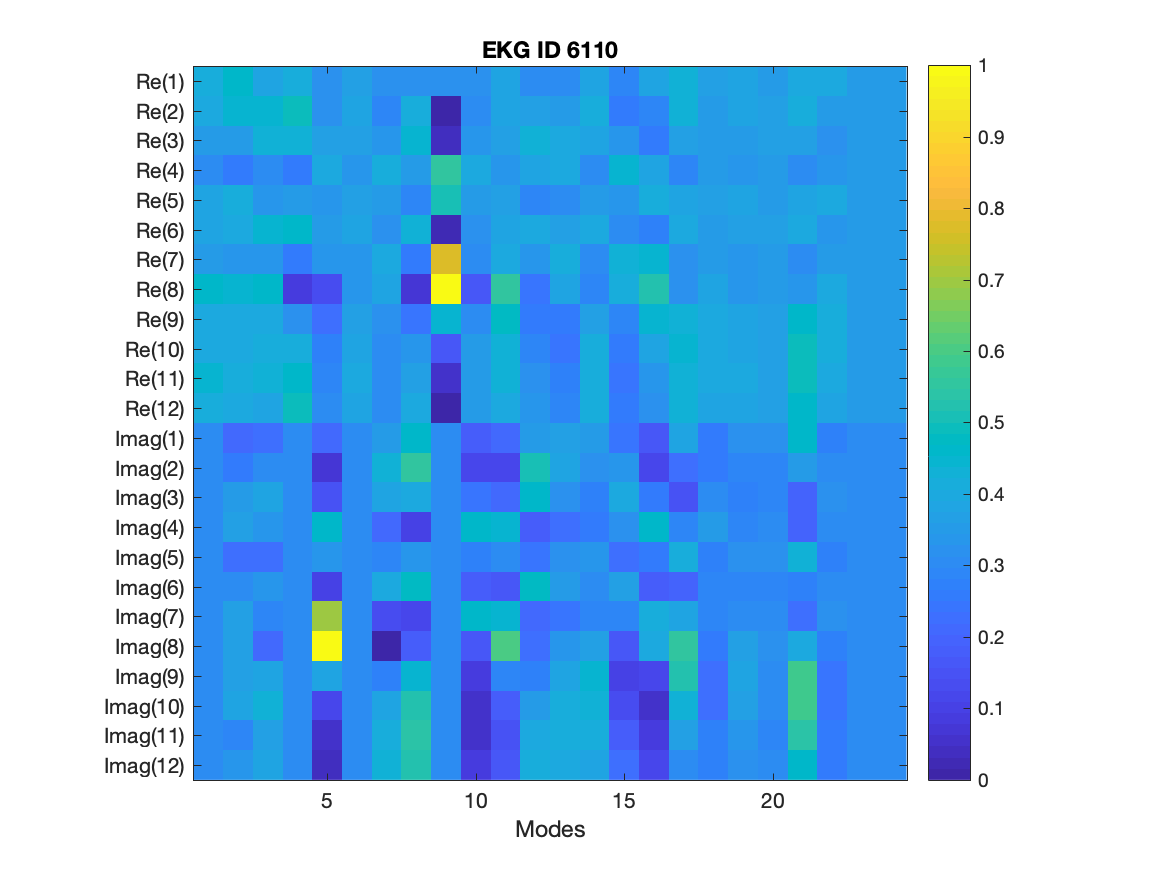 EKG ID 6110
Re(1)
Re(2)
Re(3)
Re(4)
Re(5)
Re(6)
Re(7)
Re(8)
Re(9)
Re(10)
Re(11)
Re(12)
Imag(1)
Imag(2)
Imag(3)
Imag(4)
Imag(5)
Imag(6)
Imag(7)
Imag(8)
Imag(9)
Imag(10)
Imag(11)
Imag(12)
5 10 15 20
Modes
1
0.9
0.8
0.7
0.6
0.5
0.4
0.3
0.2
0.1
0